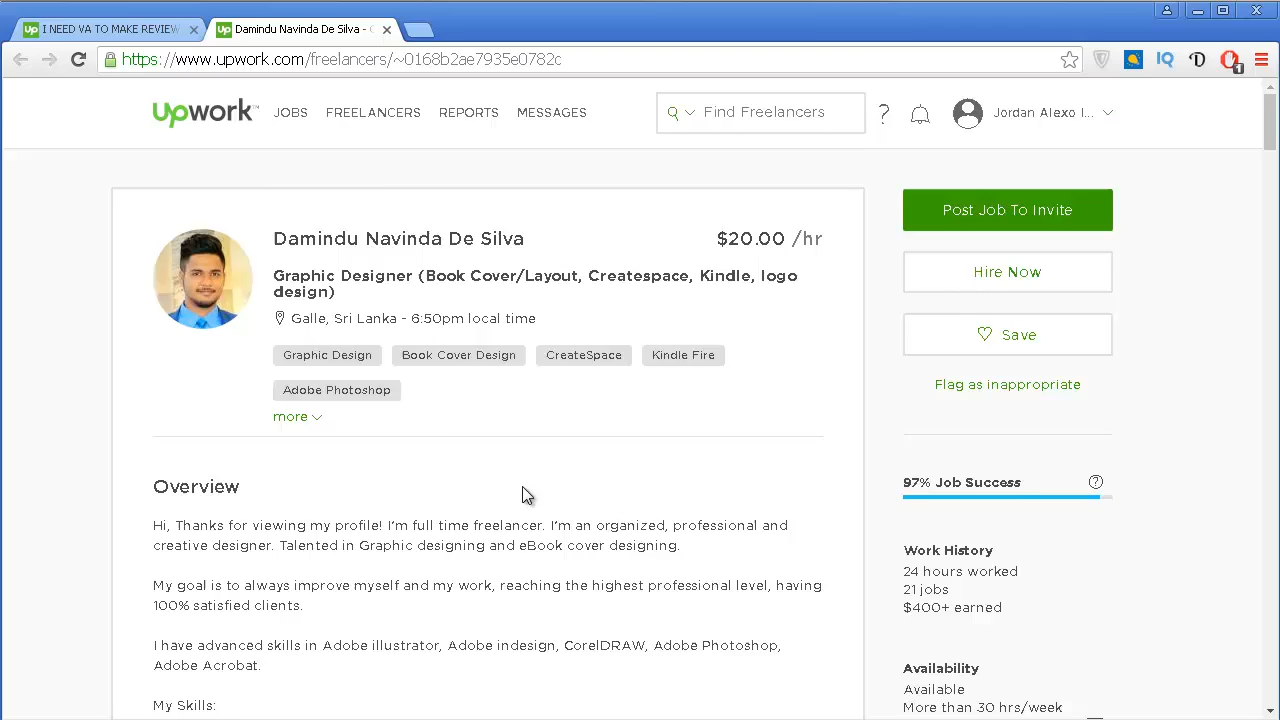 I NEED VA TO MAKE REVIEW
Damindu Navinda De Silva -
https://www.upwork.com/freelancers/~0168b2ae7935e0782c
1
upwork
JOBS
FREELANCERS
REPORTS
MESSAGES
Find Freelancers
?
Jordan Alexo I...
Damindu Navinda De Silva
$20.00 /hr
Graphic Designer (Book Cover/Layout, Createspace, Kindle, logo
design)
Galle, Sri Lanka - 6:50pm local time
Graphic Design
Book Cover Design
CreateSpace
Kindle Fire
Adobe Photoshop
more
Overview
Hi, Thanks for viewing my profile! I'm full time freelancer. I'm an organized, professional and
creative designer. Talented in Graphic designing and eBook cover designing.
My goal is to always improve myself and my work, reaching the highest professional level, having
100% satisfied clients.
I have advanced skills in Adobe illustrator, Adobe indesign, CorelDRAW, Adobe Photoshop,
Adobe Acrobat.
My Skills:
Post Job To Invite
Hire Now
Save
Flag as inappropriate
97% Job Success
?
Work History
24 hours worked
21 jobs
$400+ earned
Availability
Available
More than 30 hrs/week